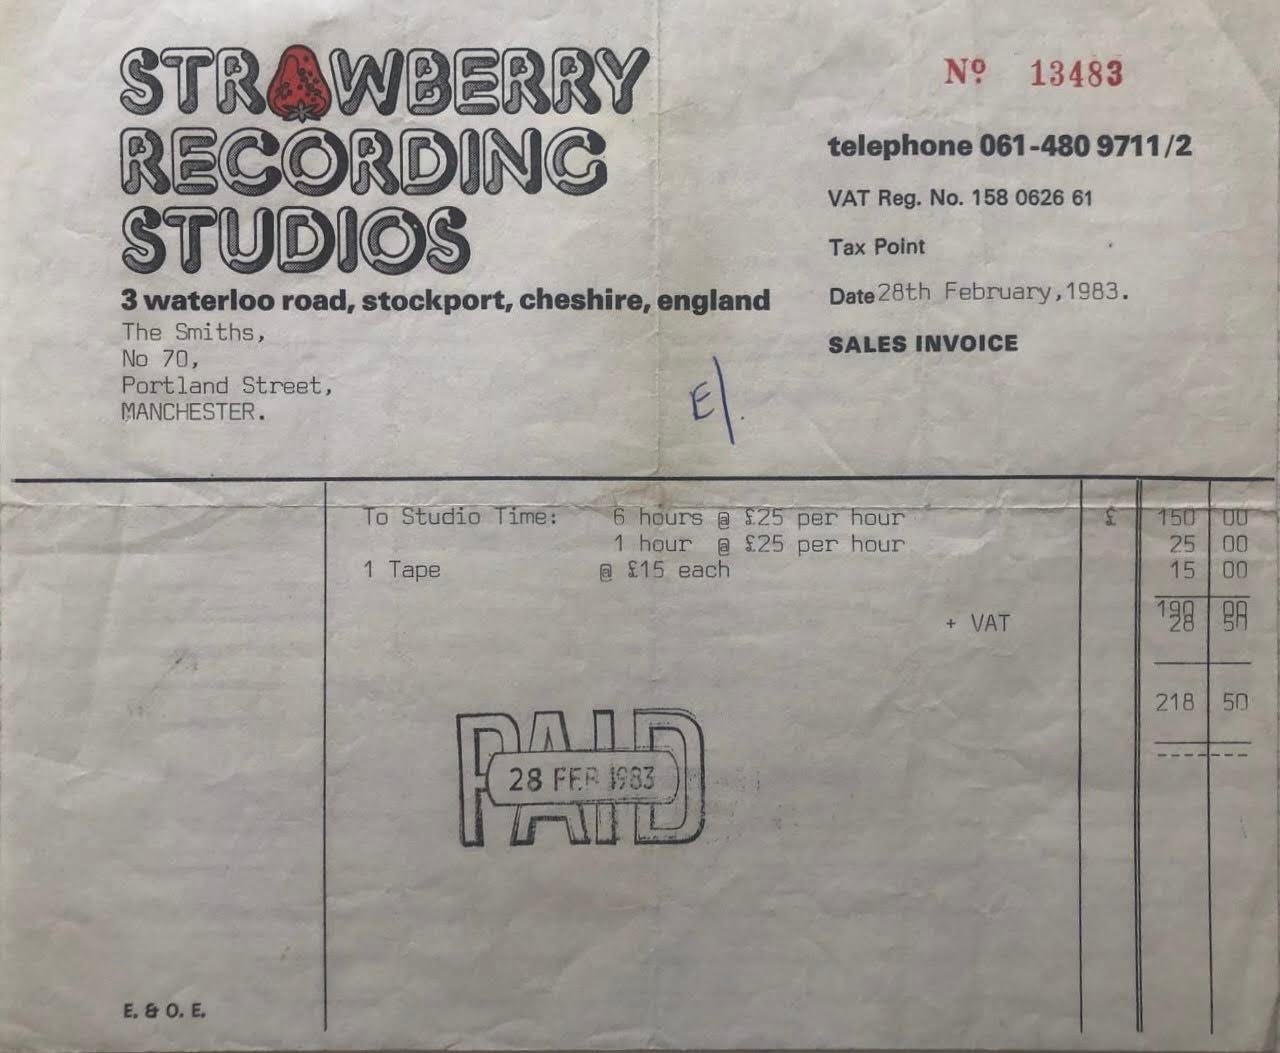 STRAWBERRY
RECORDING
STUDIOS
3 waterloo road, stockport, cheshire, england
Nº 13483
telephone 061-480 9711/2
VAT Reg. No. 158 0626 61
Tax Point
Date 28th February,1983.
SALES INVOICE
The Smiths,
No 70,
Portland Street,
MANCHESTER.
E/.
To Studio Time: 6 hours @ £25 per hour £ 150 00
1 hour @ £25 per hour 25 00
1 Tape @ £15 each 15 00
190 00
+ VAT 28 50
218 50
PAID
28 FEB 1983
E. & O. E.